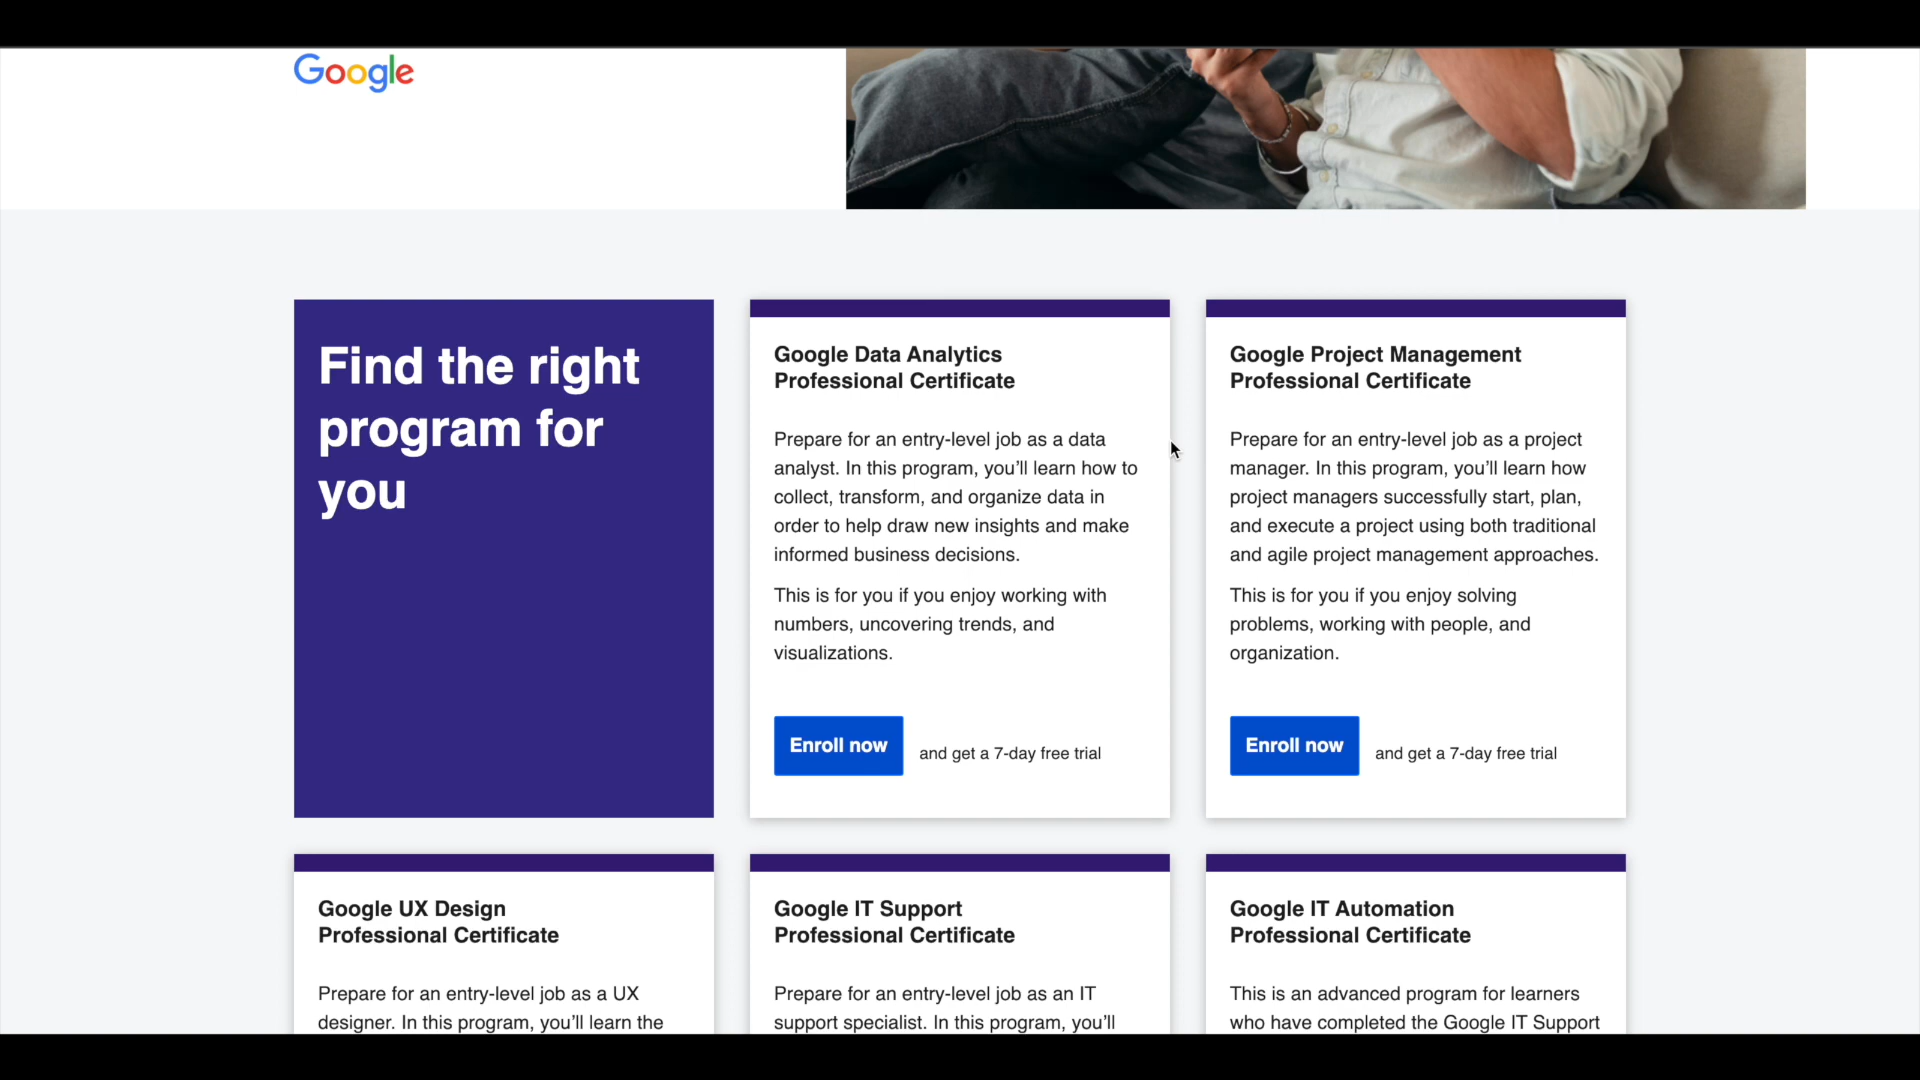 Google
Find the right
program for
you
Google Data Analytics
Professional Certificate
Prepare for an entry-level job as a data
analyst. In this program, you’ll learn how to
collect, transform, and organize data in
order to help draw new insights and make
informed business decisions.
This is for you if you enjoy working with
numbers, uncovering trends, and
visualizations.
Enroll now
and get a 7-day free trial
Google Project Management
Professional Certificate
Prepare for an entry-level job as a project
manager. In this program, you’ll learn how
project managers successfully start, plan,
and execute a project using both traditional
and agile project management approaches.
This is for you if you enjoy solving
problems, working with people, and
organization.
Enroll now
and get a 7-day free trial
Google UX Design
Professional Certificate
Prepare for an entry-level job as a UX
designer. In this program, you’ll learn the
Google IT Support
Professional Certificate
Prepare for an entry-level job as an IT
support specialist. In this program, you’ll
Google IT Automation
Professional Certificate
This is an advanced program for learners
who have completed the Google IT Support